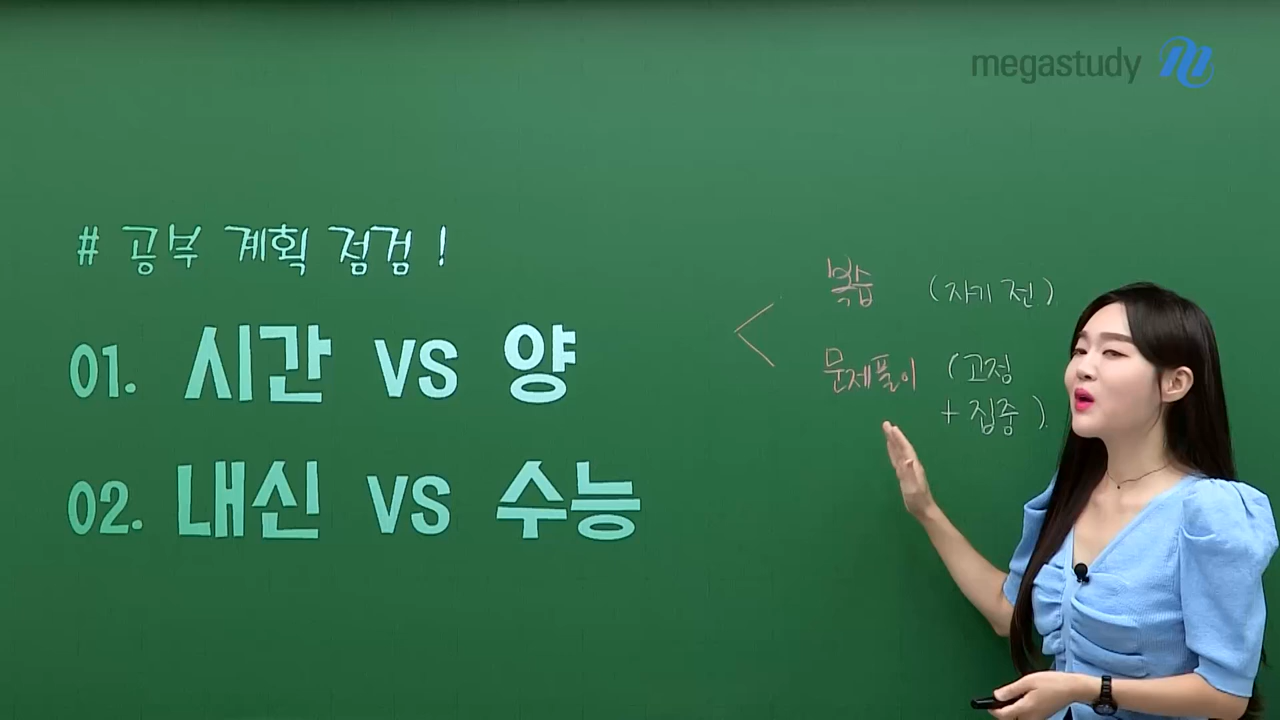 megastudy
# 공부 계획 점검 !
01. 시간 vs 양
02. 내신 vs 수능
복습 (자기 전)
문제풀이 (고정
+ 집중 ).